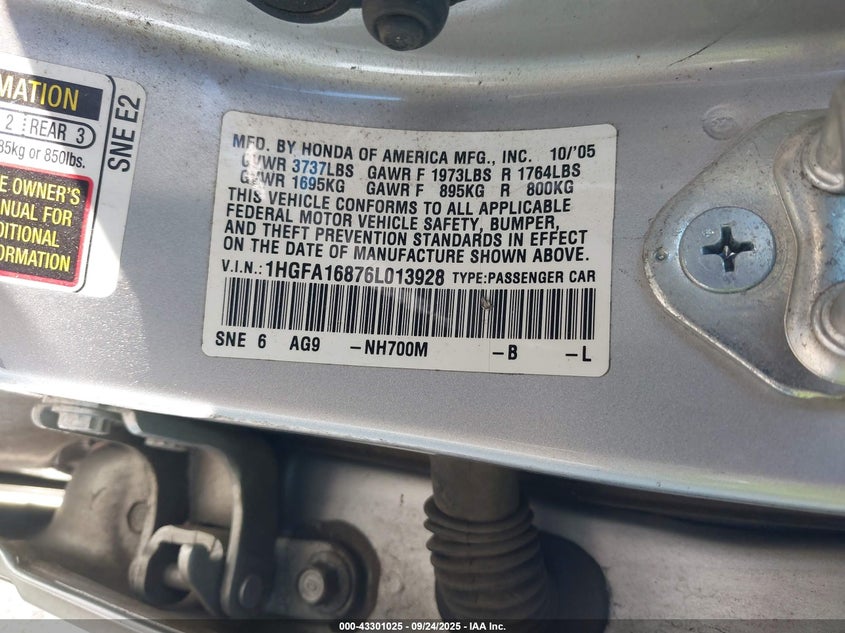 MATION
2 REAR 3
85kg or 850lbs.
E OWNER'S
NUAL FOR
DITIONAL
FORMATION
SNE E2
MFD. BY HONDA OF AMERICA MFG., INC. 10/'05
GVWR 3737LBS GAWR F 1973LBS R 1764LBS
GVWR 1695KG GAWR F 895KG R 800KG
THIS VEHICLE CONFORMS TO ALL APPLICABLE
FEDERAL MOTOR VEHICLE SAFETY, BUMPER,
AND THEFT PREVENTION STANDARDS IN EFFECT
ON THE DATE OF MANUFACTURE SHOWN ABOVE.
V.I.N.:1HGFA16876L013928 TYPE:PASSENGER CAR
SNE 6 AG9 -NH700M -B -L
000-43301025 - 09/24/2025 - IAA Inc.